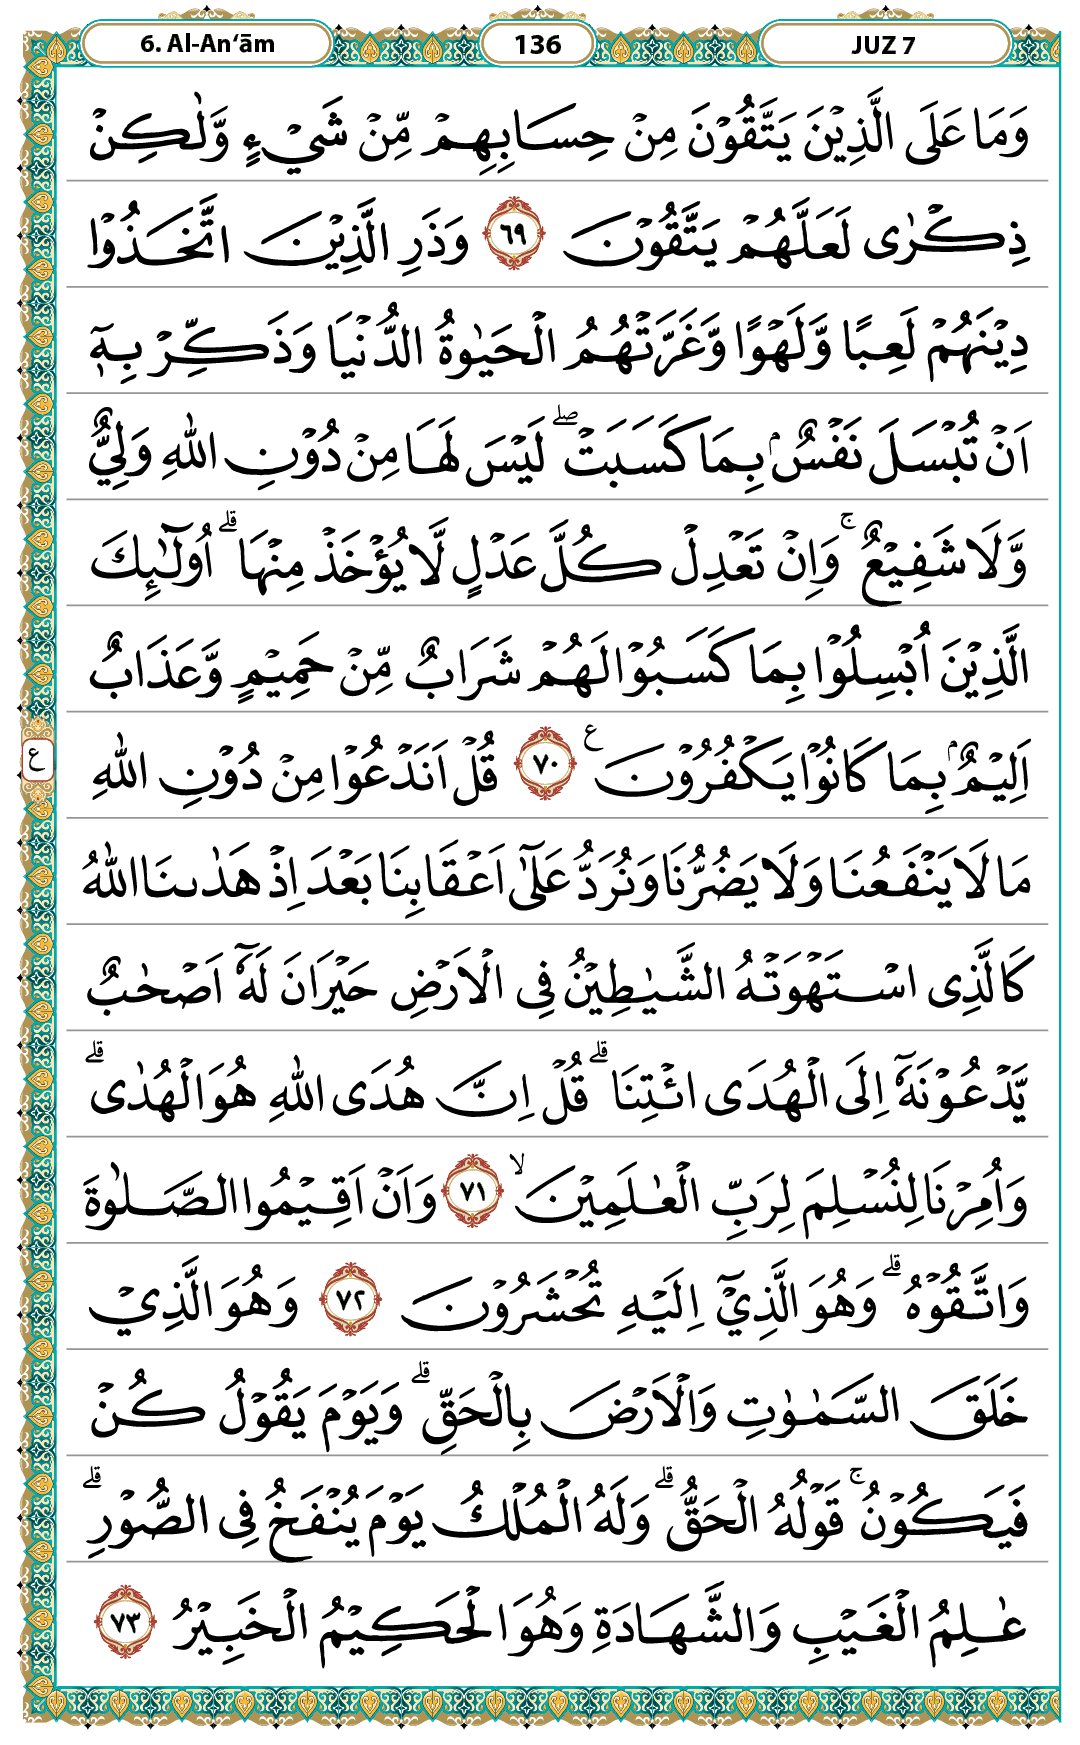 6. Al-An‘ām 136 JUZ 7
وَمَا عَلَى الَّذِيْنَ يَتَّقُوْنَ مِنْ حِسَابِهِمْ مِّنْ شَيْءٍ وَّلٰكِنْ
ذِكْرٰى لَعَلَّهُمْ يَتَّقُوْنَ ٦٩ وَذَرِ الَّذِيْنَ اتَّخَذُوْا
دِيْنَهُمْ لَعِبًا وَّلَهْوًا وَّغَرَّتْهُمُ الْحَيٰوةُ الدُّنْيَا وَذَكِّرْ بِهٖٓ
اَنْ تُبْسَلَ نَفْسٌۢ بِمَا كَسَبَتْۖ لَيْسَ لَهَا مِنْ دُوْنِ اللّٰهِ وَلِيٌّ
وَّلَا شَفِيْعٌۚ وَاِنْ تَعْدِلْ كُلَّ عَدْلٍ لَّا يُؤْخَذْ مِنْهَاۗ اُولٰۤىِٕكَ
الَّذِيْنَ اُبْسِلُوْا بِمَا كَسَبُوْا لَهُمْ شَرَابٌ مِّنْ حَمِيْمٍ وَّعَذَابٌ
اَلِيْمٌۢ بِمَا كَانُوْا يَكْفُرُوْنَ ع ٧٠ قُلْ اَنَدْعُوْا مِنْ دُوْنِ اللّٰهِ
ع
مَا لَا يَنْفَعُنَا وَلَا يَضُرُّنَا وَنُرَدُّ عَلٰٓى اَعْقَابِنَا بَعْدَ اِذْ هَدٰىنَا اللّٰهُ
كَالَّذِى اسْتَهْوَتْهُ الشَّيٰطِيْنُ فِى الْاَرْضِ حَيْرَانَ لَهٗٓ اَصْحٰبٌ
يَّدْعُوْنَهٗٓ اِلَى الْهُدَى ائْتِنَاۗ قُلْ اِنَّ هُدَى اللّٰهِ هُوَ الْهُدٰىۗ
وَاُمِرْنَا لِنُسْلِمَ لِرَبِّ الْعٰلَمِيْنَۙ ٧١ وَاَنْ اَقِيْمُوا الصَّلٰوةَ
وَاتَّقُوْهُۗ وَهُوَ الَّذِيْٓ اِلَيْهِ تُحْشَرُوْنَ ٧٢ وَهُوَ الَّذِيْ
خَلَقَ السَّمٰوٰتِ وَالْاَرْضَ بِالْحَقِّۗ وَيَوْمَ يَقُوْلُ كُنْ
فَيَكُوْنُۚ قَوْلُهُ الْحَقُّۗ وَلَهُ الْمُلْكُ يَوْمَ يُنْفَخُ فِى الصُّوْرِۗ
عٰلِمُ الْغَيْبِ وَالشَّهَادَةِ وَهُوَ الْحَكِيْمُ الْخَبِيْرُ ٧٣